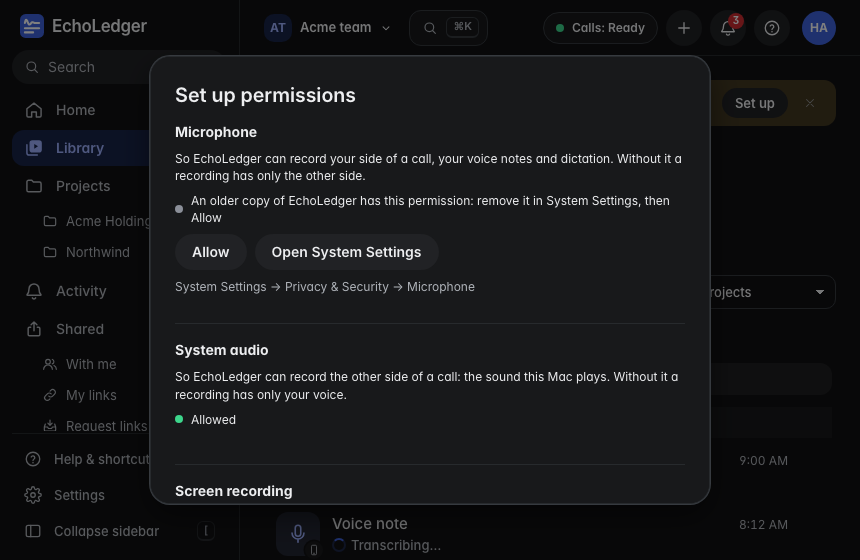 EchoLedger
AT Acme team
⌘K
Calls: Ready
3
HA
Search
Home
Library
Projects
Acme Holding
Northwind
Activity
Shared
With me
My links
Request links
Help & shortcut
Settings
Collapse sidebar [
Set up
Set up permissions
Microphone
So EchoLedger can record your side of a call, your voice notes and dictation. Without it a
recording has only the other side.
An older copy of EchoLedger has this permission: remove it in System Settings, then
Allow
Allow
Open System Settings
System Settings → Privacy & Security → Microphone
System audio
So EchoLedger can record the other side of a call: the sound this Mac plays. Without it a
recording has only your voice.
Allowed
Screen recording
rojects
9:00 AM
Voice note
8:12 AM
Transcribing...